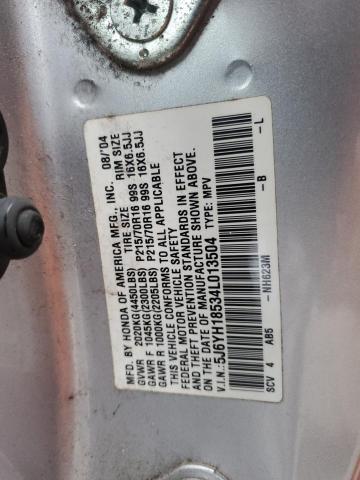 MFD. BY HONDA OF AMERICA MFG., INC. 08/'04
TIRE SIZE RIM SIZE
GVWR 2020KG(4450LBS) P215/70R16 99S 16X6.5JJ
GAWR F 1045KG(2300LBS) P215/70R16 99S 16X6.5JJ
GAWR R 1000KG(2205LBS)
THIS VEHICLE CONFORMS TO ALL APPLICABLE
FEDERAL MOTOR VEHICLE SAFETY
STANDARDS IN EFFECT
AND THEFT PREVENTION
ON THE DATE OF MANUFACTURE SHOWN ABOVE
V.I.N.: 5J6YH18534L013504 TYPE: MPV
SCV 4 AB5 -NH623M -B -L